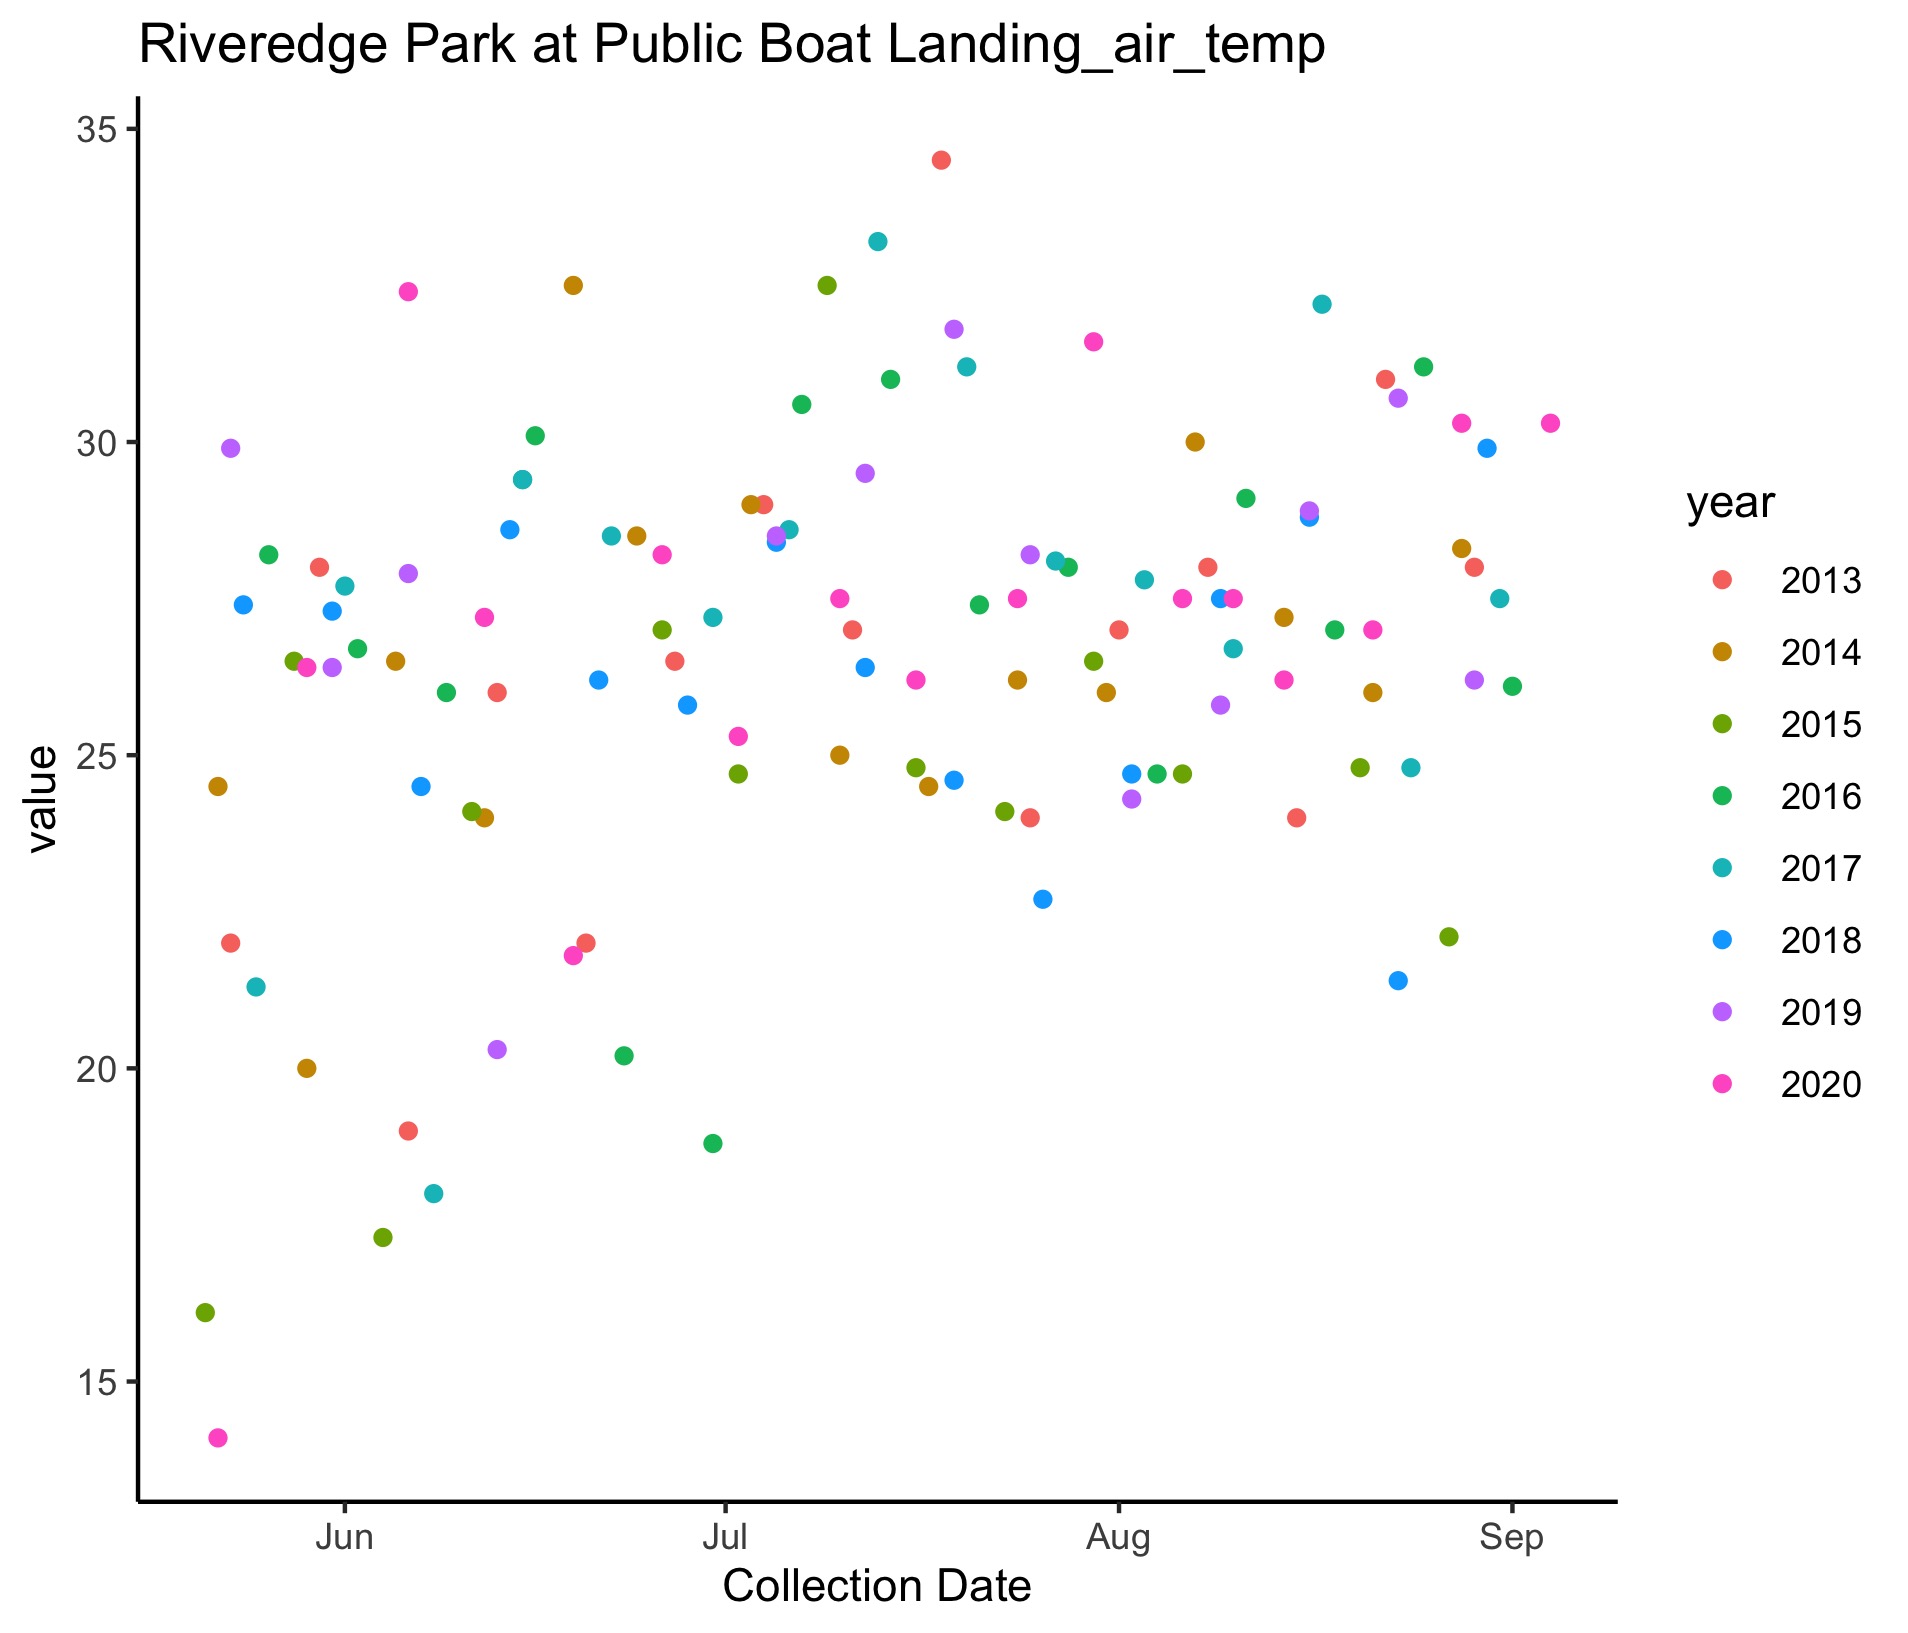 Riveredge Park at Public Boat Landing_air_temp
35
30
25
20
15
value
Jun Jul Aug Sep
Collection Date
year
2013
2014
2015
2016
2017
2018
2019
2020